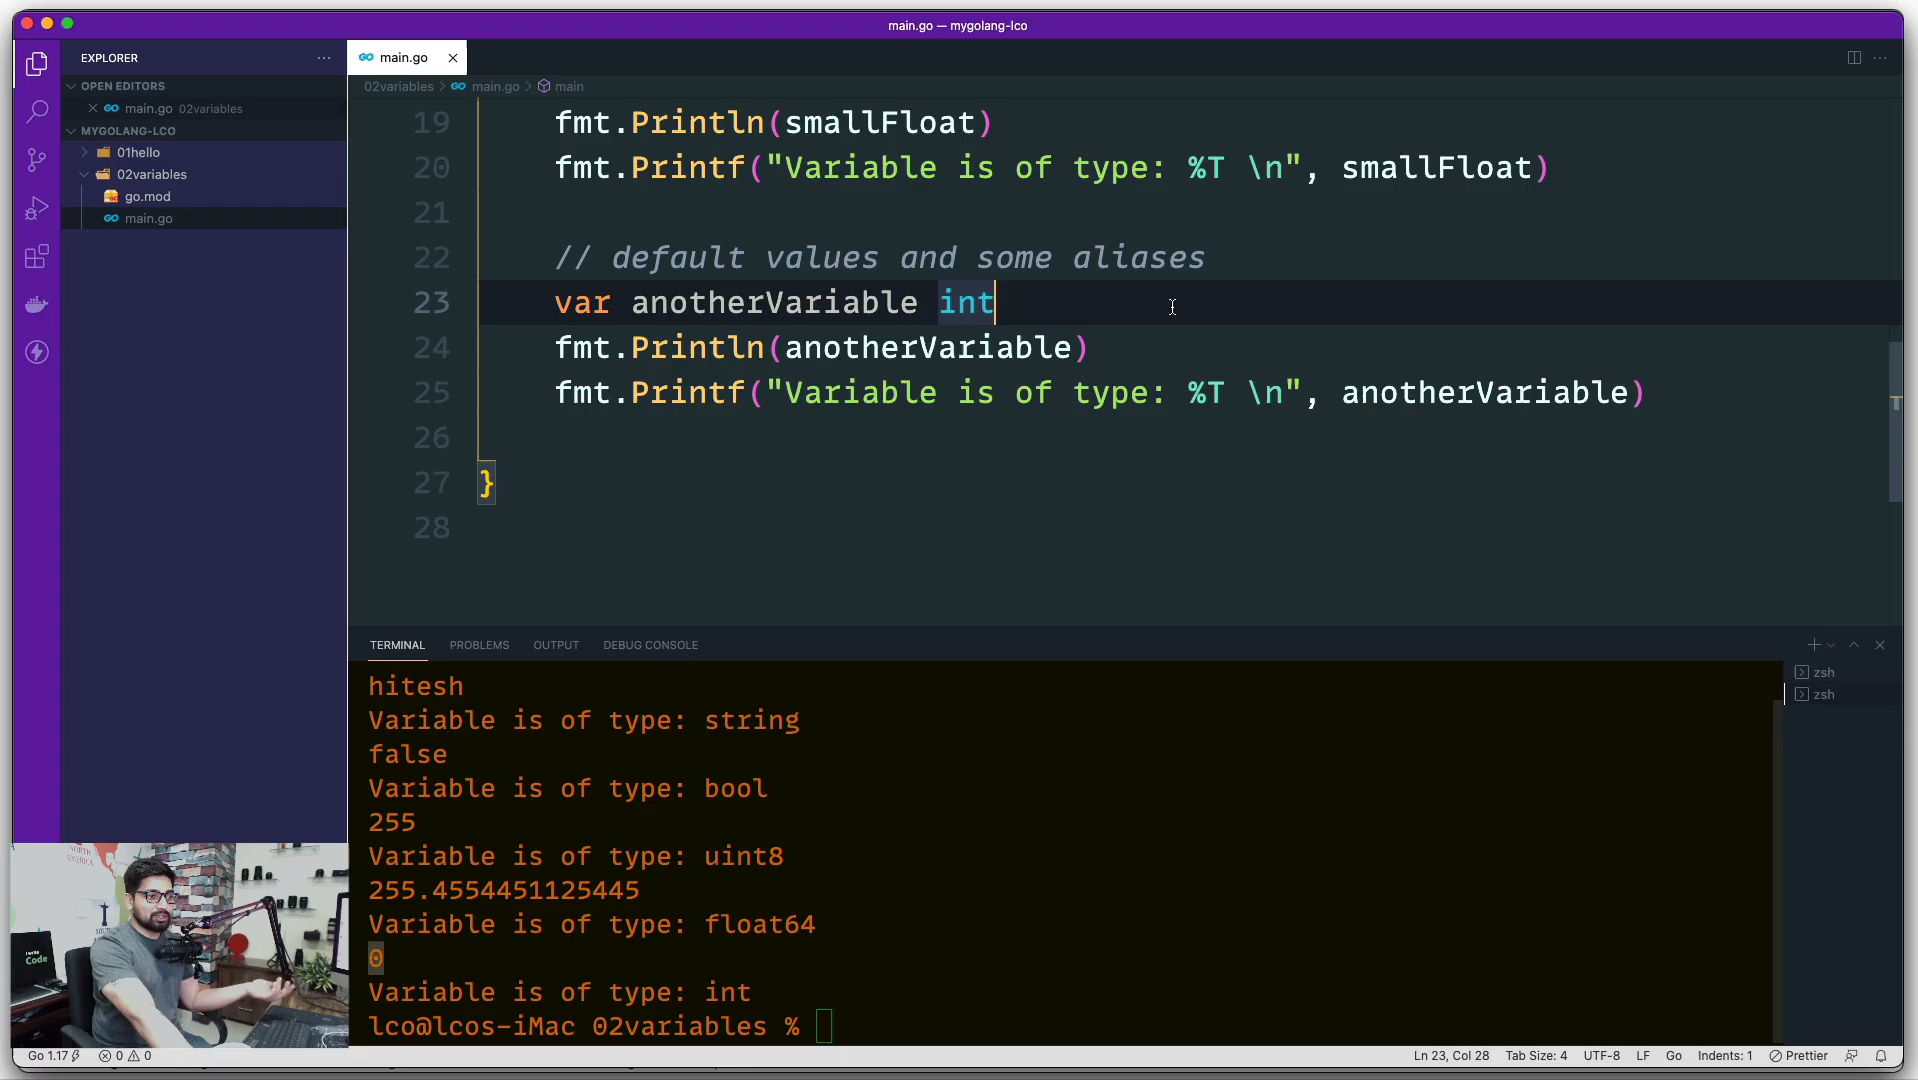 main.go — mygolang-lco
EXPLORER
main.go
OPEN EDITORS
main.go 02variables
MYGOLANG-LCO
01hello
02variables
go.mod
main.go
02variables > main.go > main
19 fmt.Println(smallFloat)
20 fmt.Printf("Variable is of type: %T \n", smallFloat)
21
22 // default values and some aliases
23 var anotherVariable int
24 fmt.Println(anotherVariable)
25 fmt.Printf("Variable is of type: %T \n", anotherVariable)
26
27 }
28
TERMINAL PROBLEMS OUTPUT DEBUG CONSOLE
zsh
zsh
hitesh
Variable is of type: string
false
Variable is of type: bool
255
Variable is of type: uint8
255.4554451125445
Variable is of type: float64
0
Variable is of type: int
lco@lcos-iMac 02variables %
NORTH
AMERICA
I write
Code
Go 1.17 0 0 Ln 23, Col 28 Tab Size: 4 UTF-8 LF Go Indents: 1 Prettier